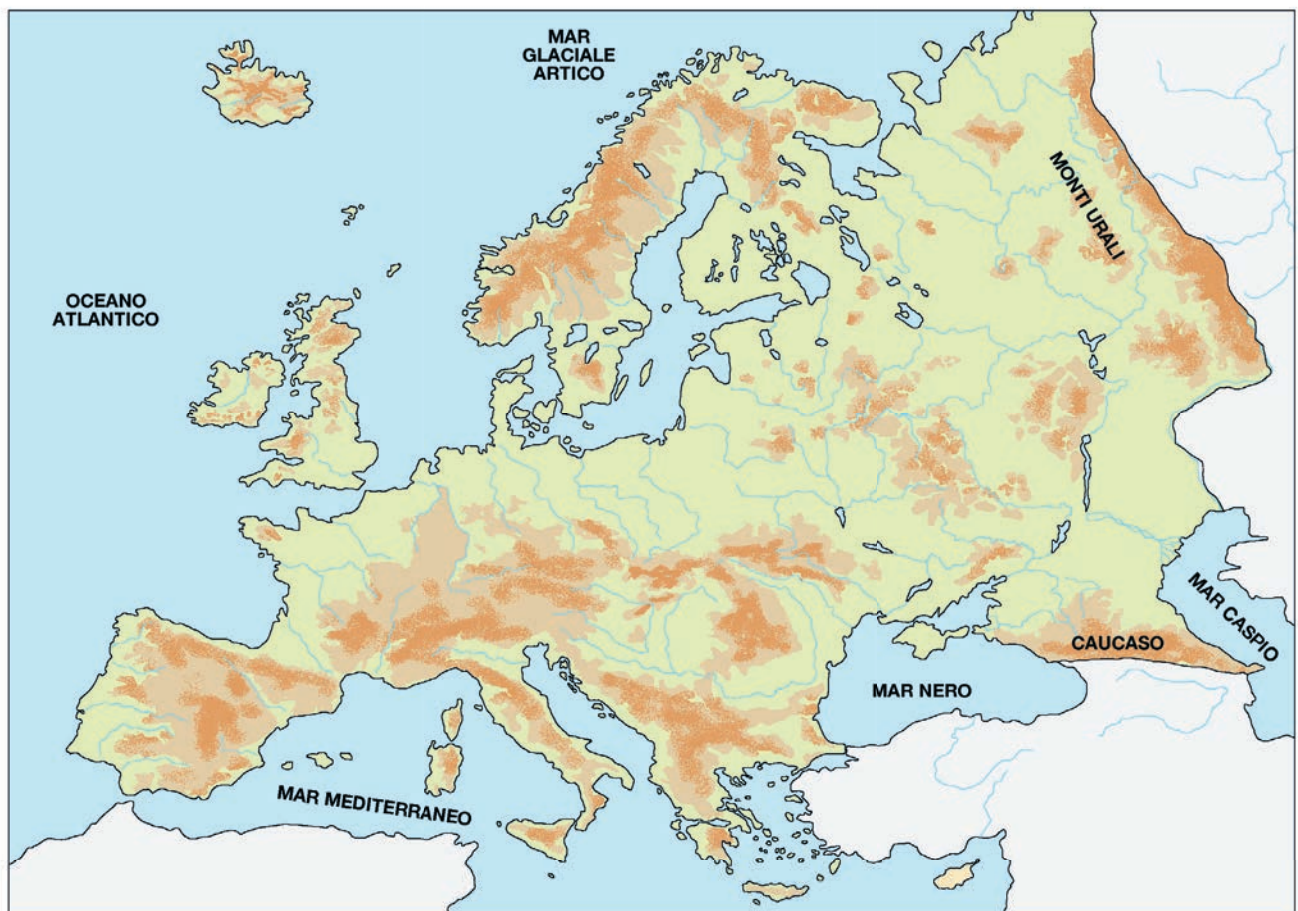 MAR
GLACIALE
ARTICO
MONTI URALI
OCEANO
ATLANTICO
MAR CASPIO
CAUCASO
MAR NERO
MAR MEDITERRANEO